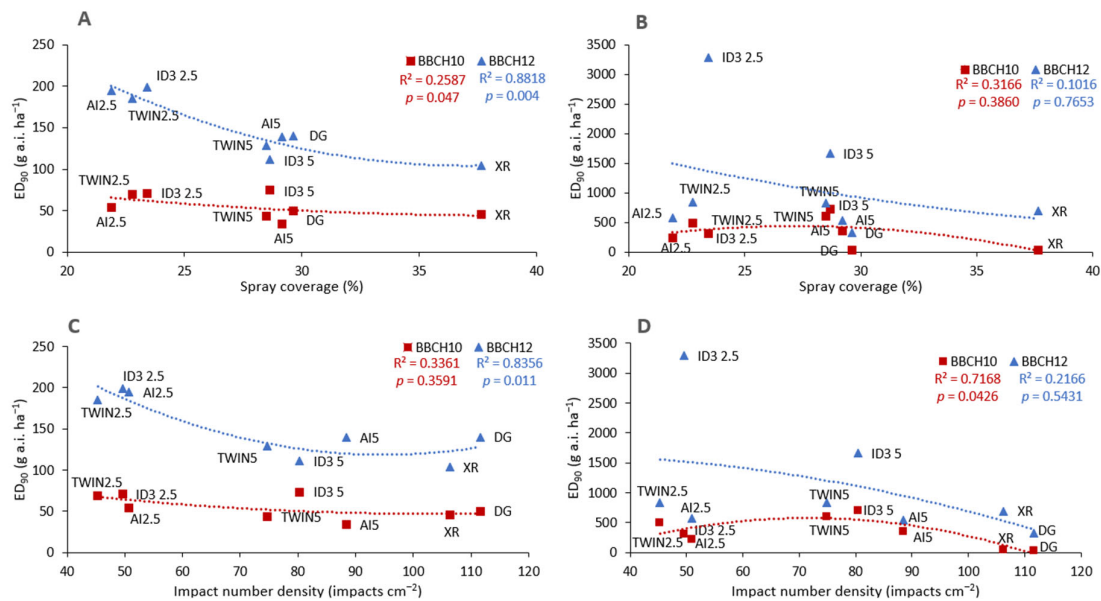 A
250
200
150
100
50
0
20 25 30 35 40
ED90 (g a.i. ha−1)
Spray coverage (%)
BBCH10 BBCH12
R² = 0.2587 R² = 0.8818
p = 0.047 p = 0.004
ID3 2.5
AI2.5
TWIN2.5
AI5
DG
TWIN5
ID3 5
XR
TWIN2.5
ID3 2.5
AI2.5
ID3 5
TWIN5
AI5
DG
XR
B
3500
3000
2500
2000
1500
1000
500
0
20 25 30 35 40
ED90 (g a.i. ha−1)
Spray coverage (%)
BBCH10 BBCH12
R² = 0.3166 R² = 0.1016
p = 0.3860 p = 0.7653
ID3 2.5
ID3 5
TWIN2.5
AI2.5
TWIN5
ID3 5
XR
TWIN2.5
TWIN5
AI5
AI2.5
ID3 2.5
AI5
DG
DG
XR
C
250
200
150
100
50
0
40 50 60 70 80 90 100 110 120
ED90 (g a.i. ha−1)
Impact number density (impacts cm−2)
BBCH10 BBCH12
R² = 0.3361 R² = 0.8356
p = 0.3591 p = 0.011
ID3 2.5
AI2.5
TWIN2.5
TWIN5
AI5
DG
ID3 5
XR
TWIN2.5
ID3 2.5
AI2.5
ID3 5
TWIN5
AI5
XR
DG
D
3500
3000
2500
2000
1500
1000
500
0
40 50 60 70 80 90 100 110 120
ED90 (g a.i. ha−1)
Impact number density (impacts cm−2)
BBCH10 BBCH12
R² = 0.7168 R² = 0.2166
p = 0.0426 p = 0.5431
ID3 2.5
ID3 5
TWIN2.5
AI2.5
TWIN5
ID3 5
XR
AI5
DG
TWIN2.5
ID3 2.5
AI2.5
TWIN5
AI5
XR
DG